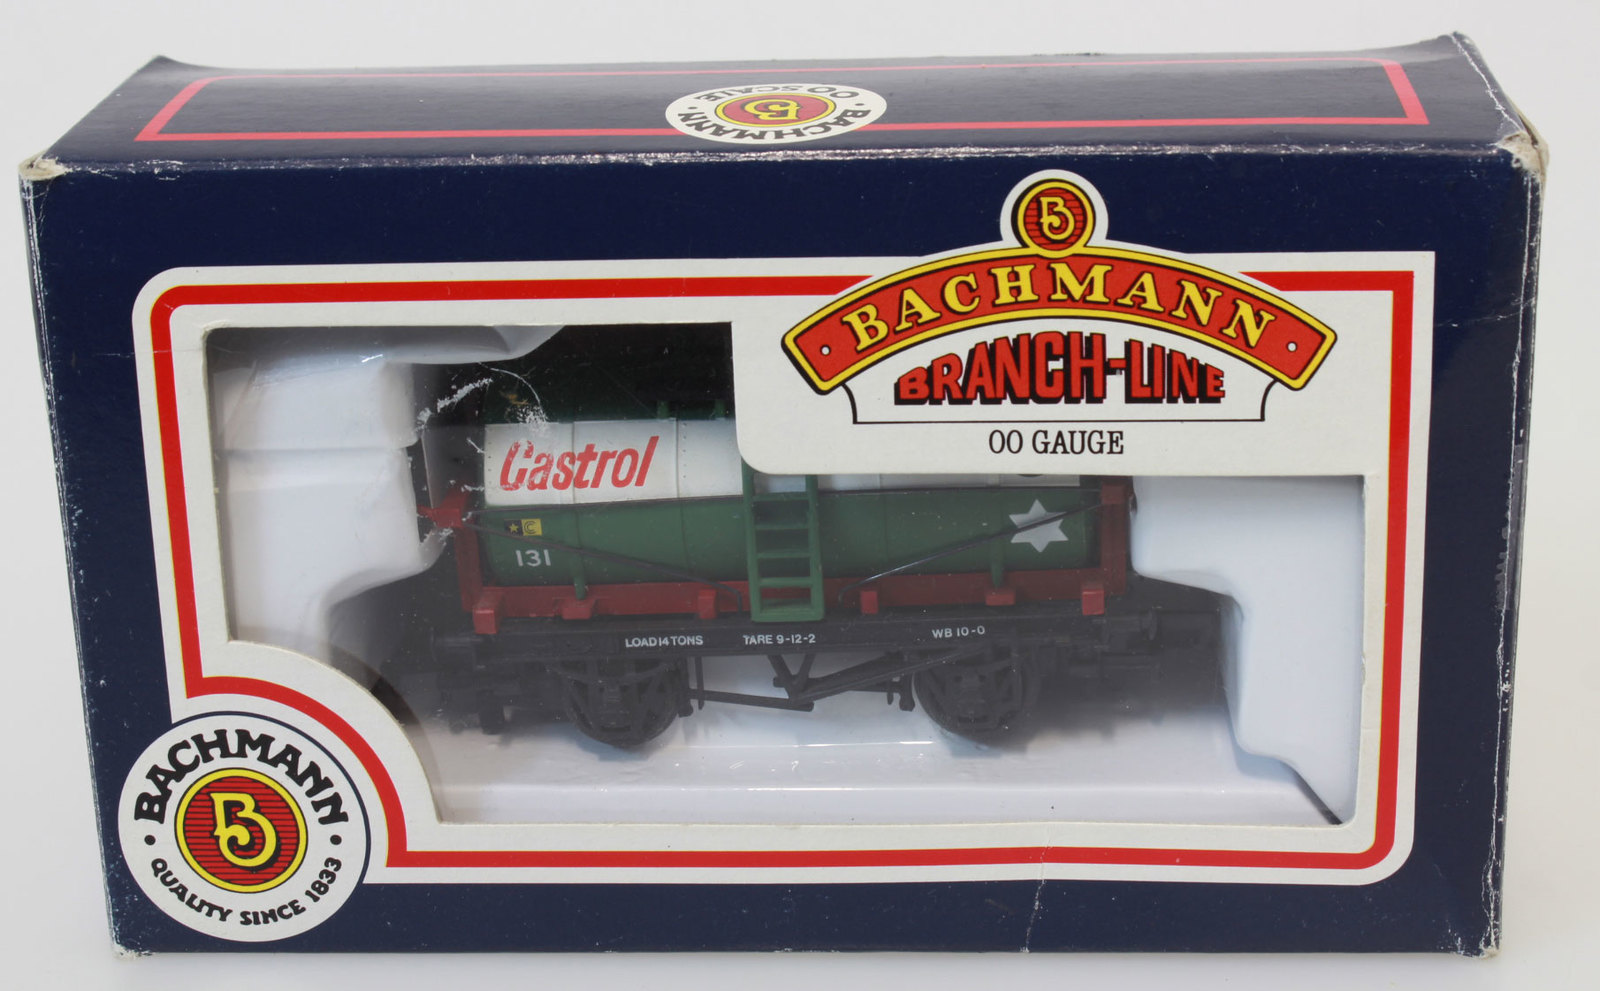 BACHMANN
OO SCALE
B
B
BACHMANN
BRANCH-LINE
OO GAUGE
Castrol
C
131
LOAD 14 TONS TARE 9-12-2 WB 10-0
BACHMANN
B
QUALITY SINCE 1833